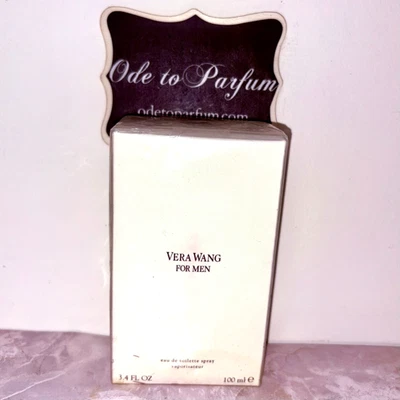 Ode to Parfum
odetoparfum.com
VERA WANG
FOR MEN
eau de toilette spray
vaporisateur
3.4 FL OZ 100 ml ℮